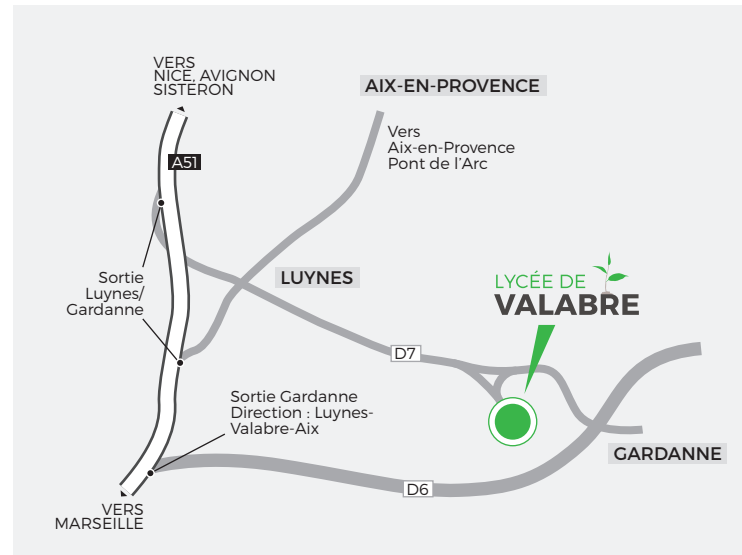 VERS
NICE, AVIGNON
SISTERON
AIX-EN-PROVENCE
Vers
Aix-en-Provence
Pont de l'Arc
A51
Sortie
Luynes/
Gardanne
LUYNES
LYCÉE DE
VALABRE
D7
Sortie Gardanne
Direction : Luynes-
Valabre-Aix
GARDANNE
D6
VERS
MARSEILLE